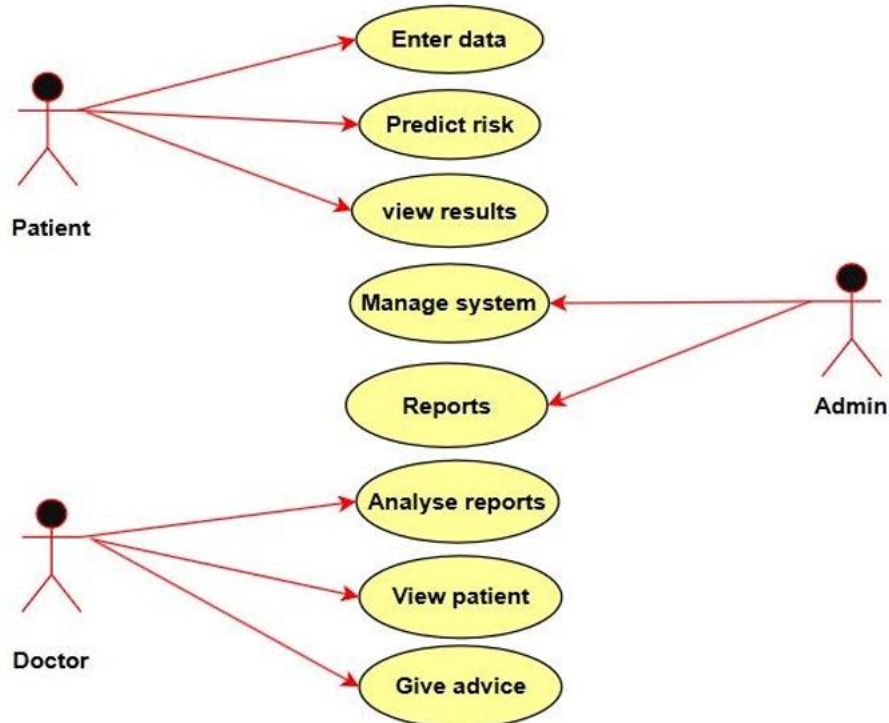 Enter data
Predict risk
view results
Patient
Manage system
Reports
Admin
Analyse reports
View patient
Doctor
Give advice